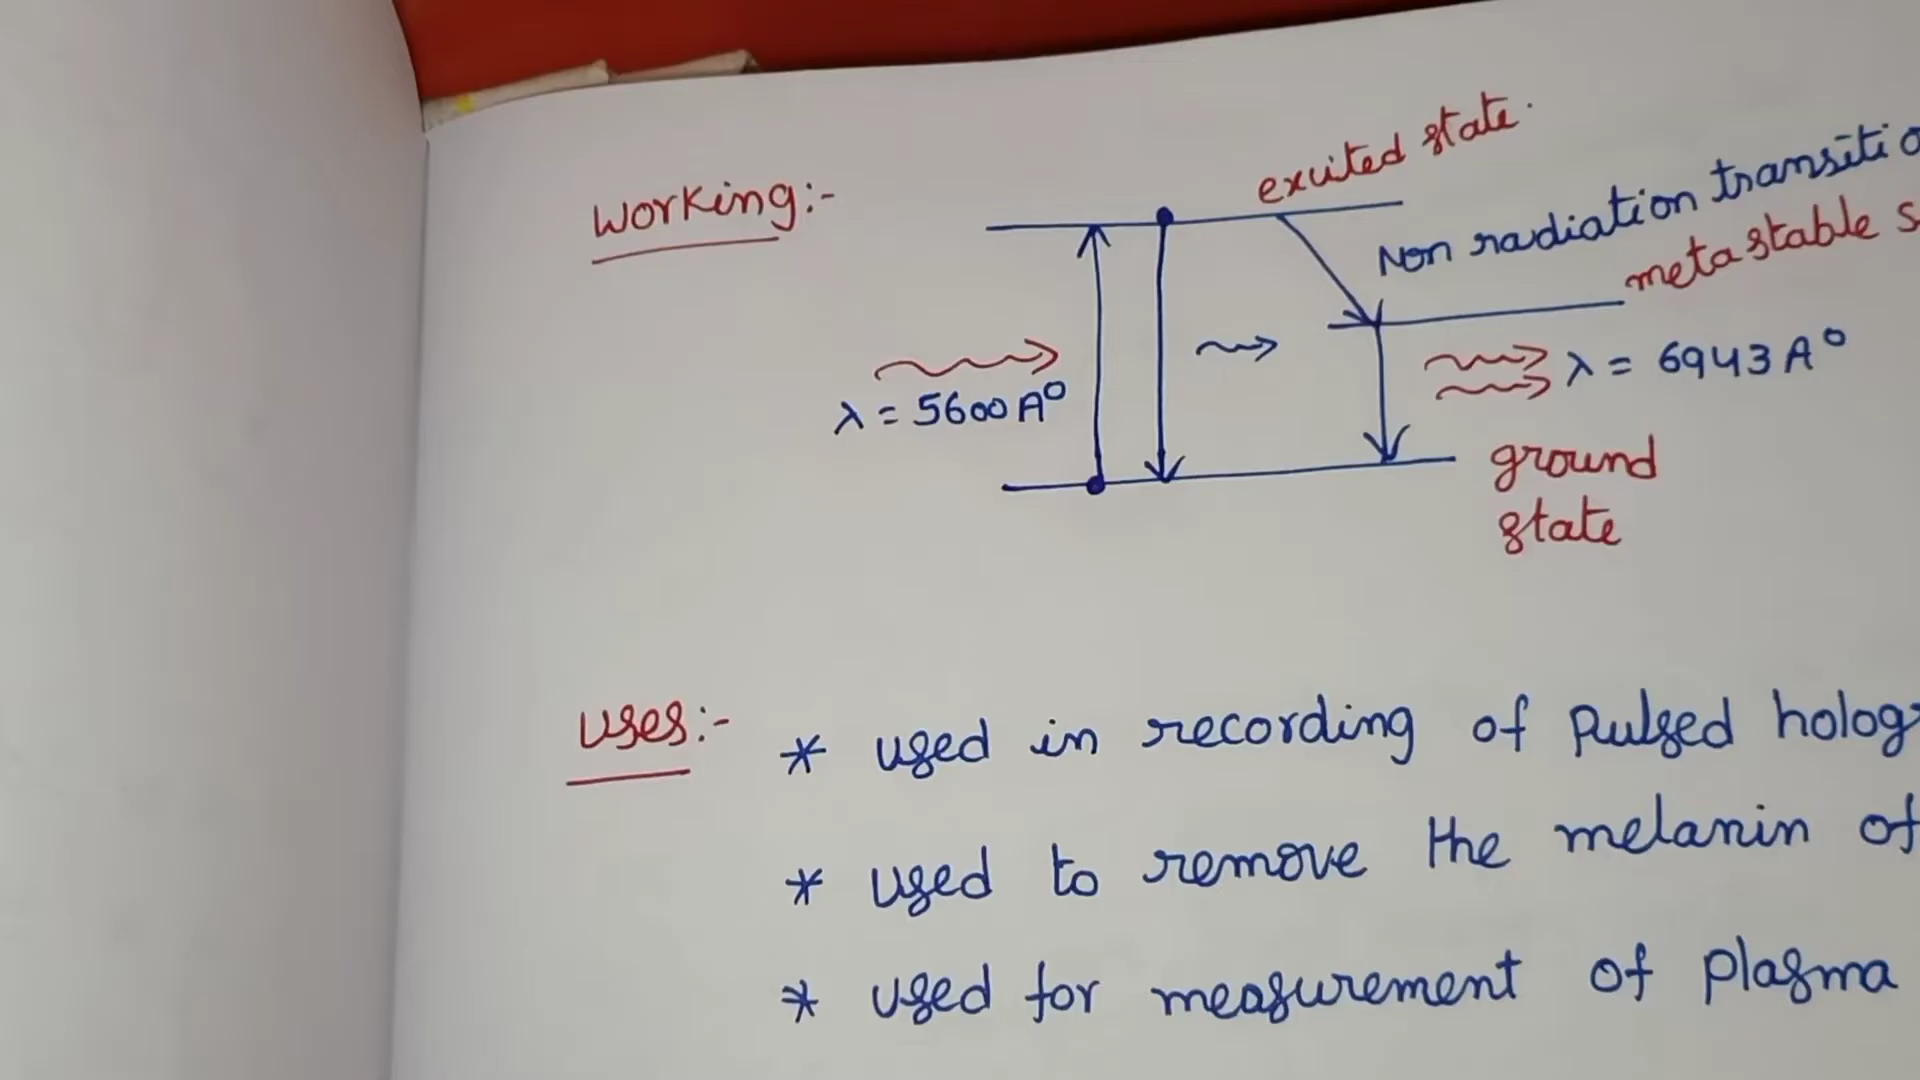 Working:-
excited state.
Non radiation
metastable
λ = 5600 A°
λ = 6943 A°
ground
state
Uses:- * used in recording of Pulsed
* used to remove the melanin of
* used for measurement of plasma